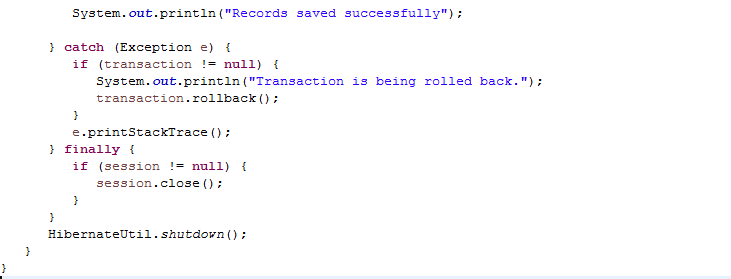 System.out.println("Records saved successfully");
} catch (Exception e) {
if (transaction != null) {
System.out.println("Transaction is being rolled back.");
transaction.rollback();
}
e.printStackTrace();
} finally {
if (session != null) {
session.close();
}
}
HibernateUtil.shutdown();
}
}